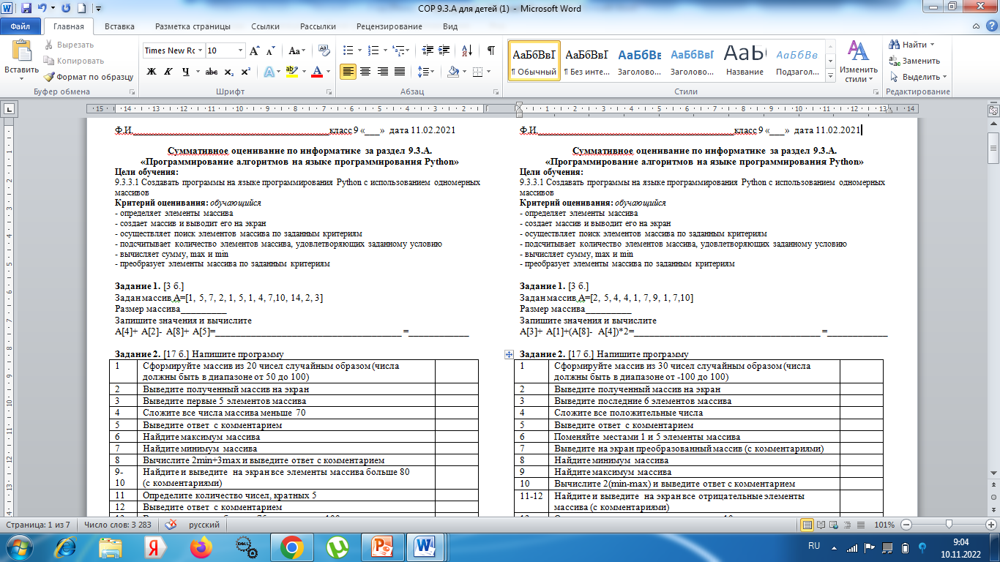 СОР 9.3.А для детей (1) - Microsoft Word
Файл Главная Вставка Разметка страницы Ссылки Рассылки Рецензирование Вид
Вставить
Вырезать
Копировать
Формат по образцу
Буфер обмена
Times New Ro 10
Ж К Ч abc x₂ x²
Шрифт
Абзац
АаБбВвГ АаБбВвГ АаБбВв АаБбВв АаБ АаБбВв
¶ Обычный ¶ Без инте... Заголово... Заголово... Название Подзагол...
Стили
Изменить стили
Найти
Заменить
Выделить
Редактирование
Ф.И.__________________________________________класс 9 «___» дата 11.02.2021
Суммативное оценивание по информатике за раздел 9.3.А.
«Программирование алгоритмов на языке программирования Python»
Цели обучения:
9.3.3.1 Создавать программы на языке программирования Python с использованием одномерных
массивов
Критерий оценивания: обучающийся
- определяет элементы массива
- создает массив и выводит его на экран
- осуществляет поиск элементов массива по заданным критериям
- подсчитывает количество элементов массива, удовлетворяющих заданному условию
- вычисляет сумму, max и min
- преобразует элементы массива по заданным критериям
Задание 1. [3 б.]
Задан массив А=[1, 5, 7, 2, 1, 5, 1, 4, 7,10, 14, 2, 3]
Размер массива_________
Запишите значения и вычислите
A[4]+ A[2]- A[8]+ A[5]=____________________________________ =____________
Задание 2. [17 б.] Напишите программу
1 Сформируйте массив из 20 чисел случайным образом (числа
должны быть в диапазоне от 50 до 100)
2 Выведите полученный массив на экран
3 Выведите первые 5 элементов массива
4 Сложите все числа массива меньше 70
5 Выведите ответ с комментарием
6 Найдите максимум массива
7 Найдите минимум массива
8 Вычислите 2min+3max и выведите ответ с комментарием
9-10 Найдите и выведите на экран все элементы массива больше 80
(с комментариями)
11 Определите количество чисел, кратных 5
12 Выведите ответ с комментарием
Ф.И.__________________________________________класс 9 «___» дата 11.02.2021
Суммативное оценивание по информатике за раздел 9.3.А.
«Программирование алгоритмов на языке программирования Python»
Цели обучения:
9.3.3.1 Создавать программы на языке программирования Python с использованием одномерных
массивов
Критерий оценивания: обучающийся
- определяет элементы массива
- создает массив и выводит его на экран
- осуществляет поиск элементов массива по заданным критериям
- подсчитывает количество элементов массива, удовлетворяющих заданному условию
- вычисляет сумму, max и min
- преобразует элементы массива по заданным критериям
Задание 1. [3 б.]
Задан массив А=[2, 5, 4, 4, 1, 7, 9, 1, 7,10]
Размер массива_________
Запишите значения и вычислите
A[3]+ A[1]+(A[8]- A[4])*2=____________________________________ =____________
Задание 2. [17 б.] Напишите программу
1 Сформируйте массив из 30 чисел случайным образом (числа
должны быть в диапазоне от -100 до 100)
2 Выведите полученный массив на экран
3 Выведите последние 6 элементов массива
4 Сложите все положительные числа
5 Выведите ответ с комментарием
6 Поменяйте местами 1 и 5 элементы массива
7 Выведите на экран преобразованный массив (с комментариями)
8 Найдите минимум массива
9 Найдите максимум массива
10 Вычислите 2(min-max) и выведите ответ с комментарием
11-12 Найдите и выведите на экран все отрицательные элементы
массива (с комментариями)
Страница: 1 из 7 Число слов: 3 283 русский 101%
RU 9:04
10.11.2022